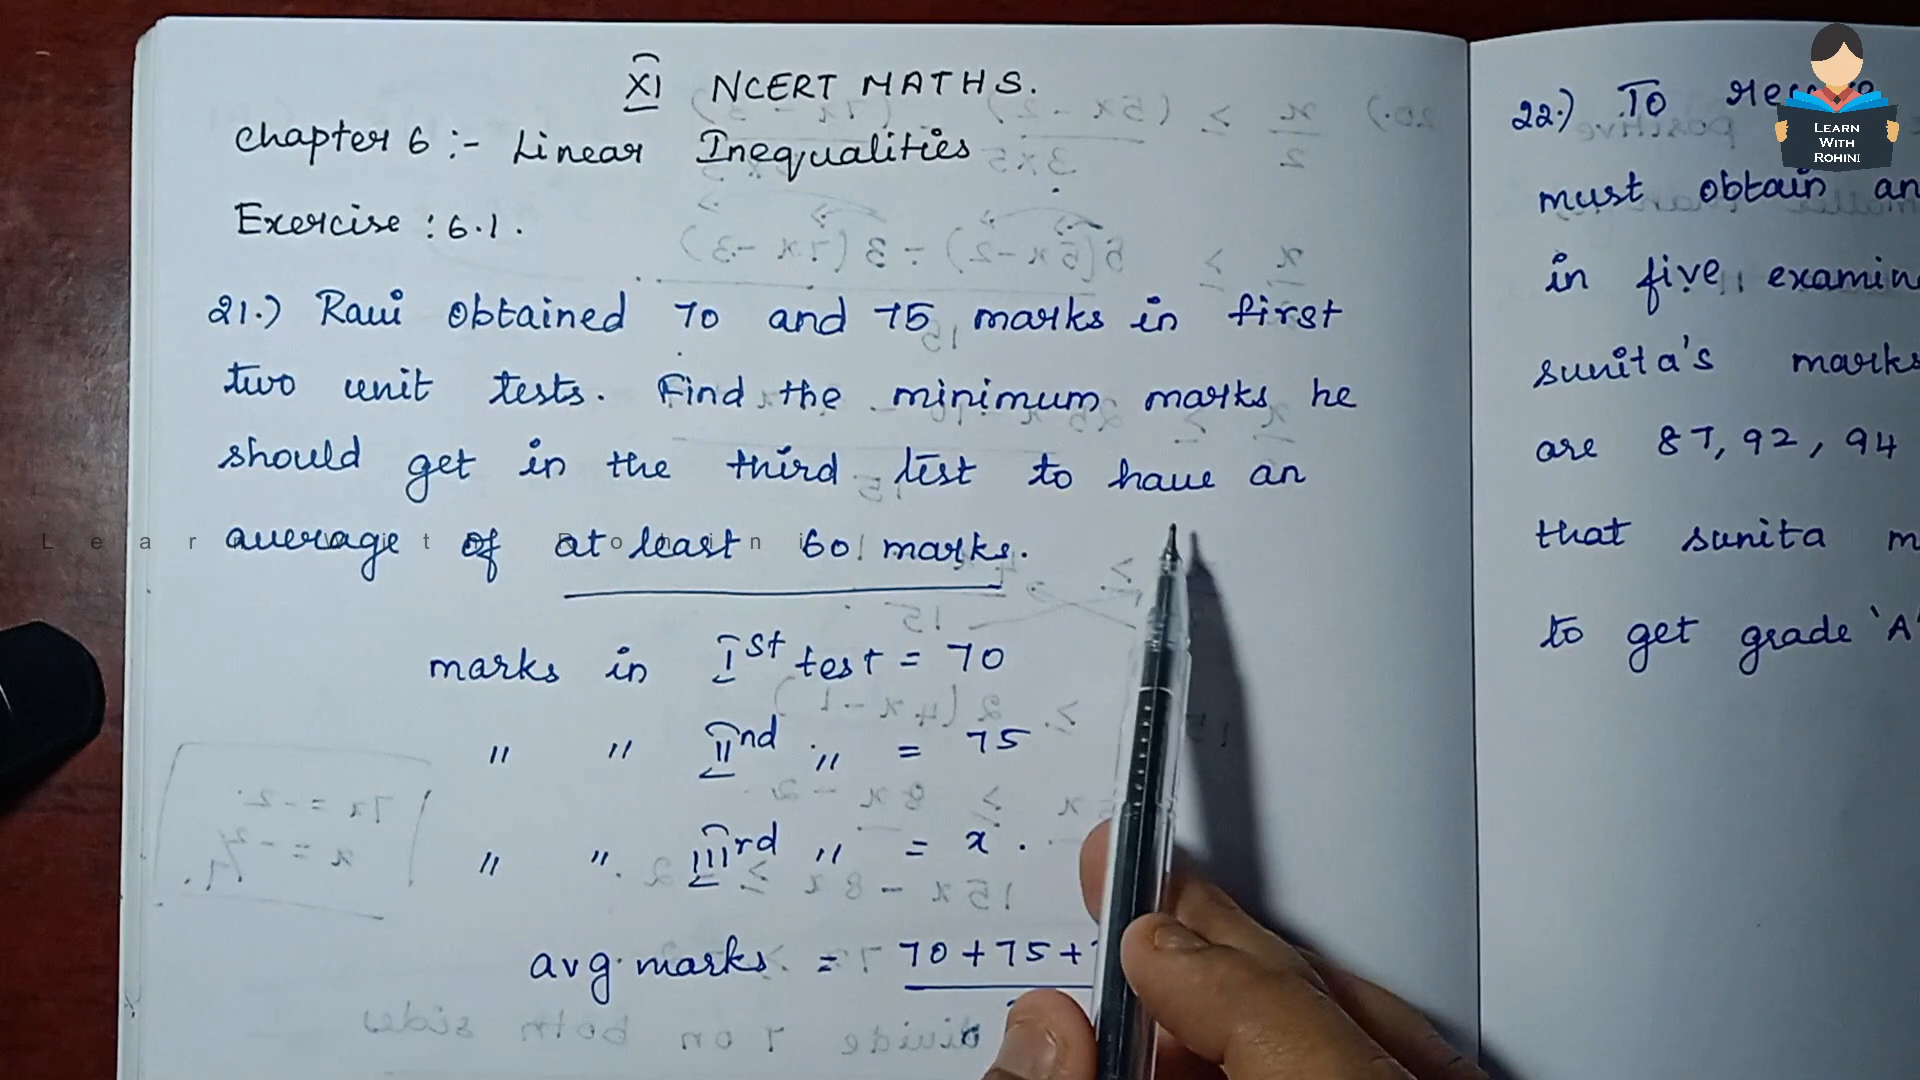 XI NCERT MATHS.
Chapter 6 :- Linear Inequalities
Exercise : 6.1.
21.) Ravi obtained 70 and 75 marks in first
two unit tests. Find the minimum marks he
should get in the third test to have an
average of at least 60 marks.
marks in Ist test = 70
" " IInd " = 75
" " IIIrd " = x.
avg. marks = 70+75+
22.) To
must obtain an
in five examin
sunita's marks
are 87, 92, 94
that sunita m
to get grade 'A'
LEARN
WITH
ROHINI